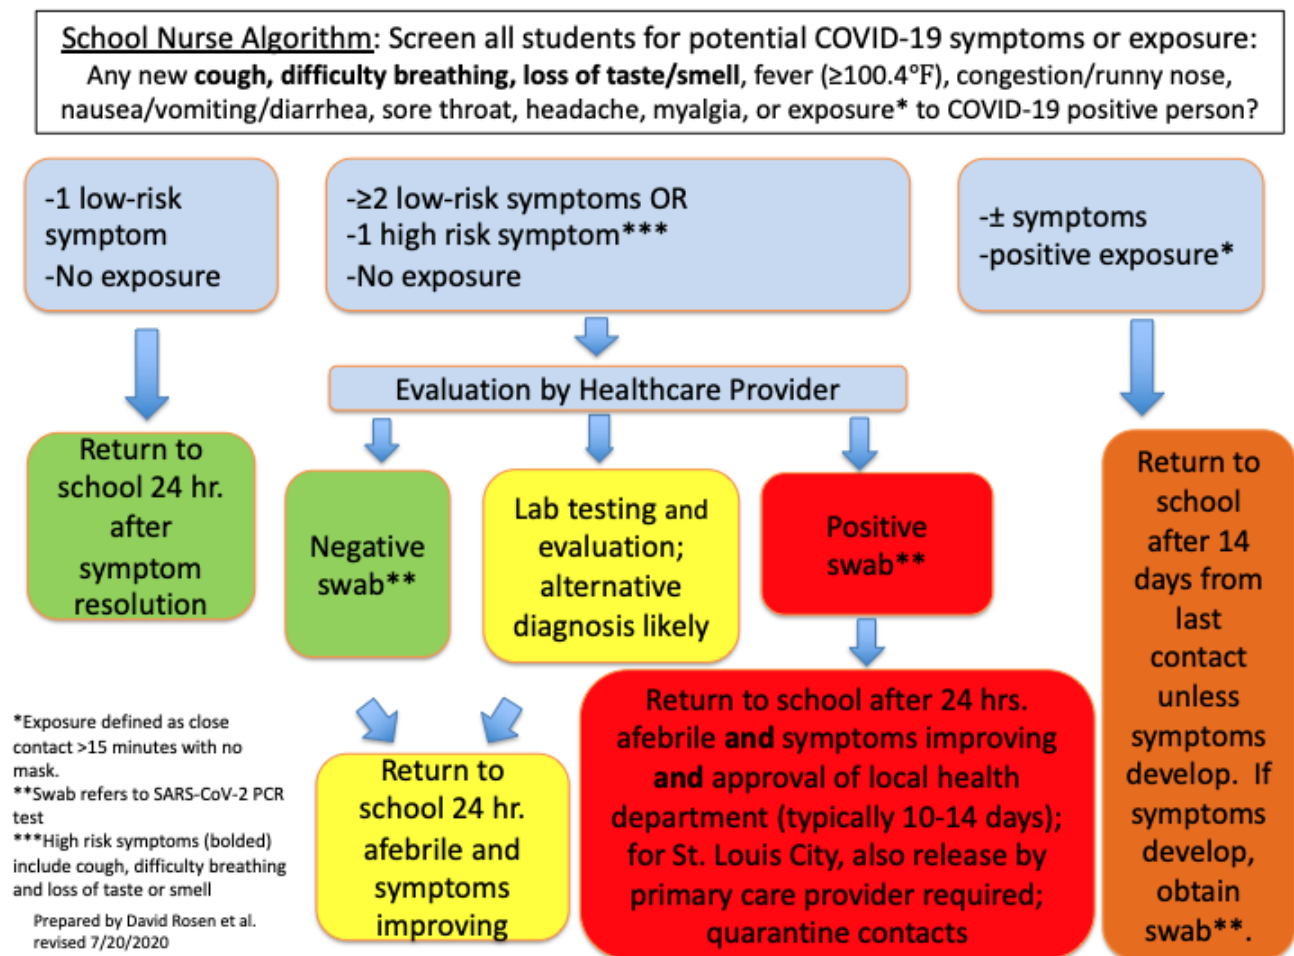 School Nurse Algorithm: Screen all students for potential COVID-19 symptoms or exposure:
Any new cough, difficulty breathing, loss of taste/smell, fever (≥100.4°F), congestion/runny nose,
nausea/vomiting/diarrhea, sore throat, headache, myalgia, or exposure* to COVID-19 positive person?
-1 low-risk
symptom
-No exposure
-≥2 low-risk symptoms OR
-1 high risk symptom***
-No exposure
-± symptoms
-positive exposure*
Evaluation by Healthcare Provider
Return to
school 24 hr.
after
symptom
resolution
Negative
swab**
Lab testing and
evaluation;
alternative
diagnosis likely
Positive
swab**
Return to
school
after 14
days from
last
contact
unless
symptoms
develop. If
symptoms
develop,
obtain
swab**.
Return to
school 24 hr.
afebrile and
symptoms
improving
Return to school after 24 hrs.
afebrile and symptoms improving
and approval of local health
department (typically 10-14 days);
for St. Louis City, also release by
primary care provider required;
quarantine contacts
*Exposure defined as close
contact >15 minutes with no
mask.
**Swab refers to SARS-CoV-2 PCR
test
***High risk symptoms (bolded)
include cough, difficulty breathing
and loss of taste or smell
Prepared by David Rosen et al.
revised 7/20/2020